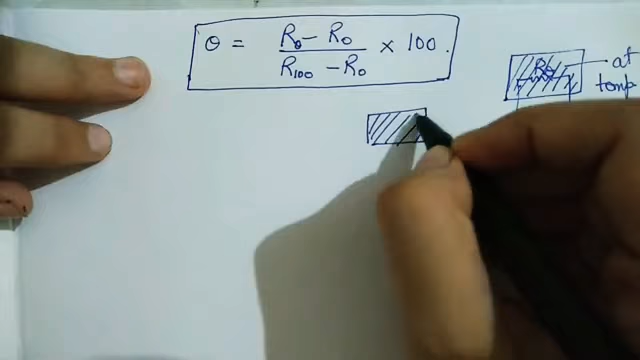 θ = (R_θ - R_0) / (R_100 - R_0) × 100.
at
temp